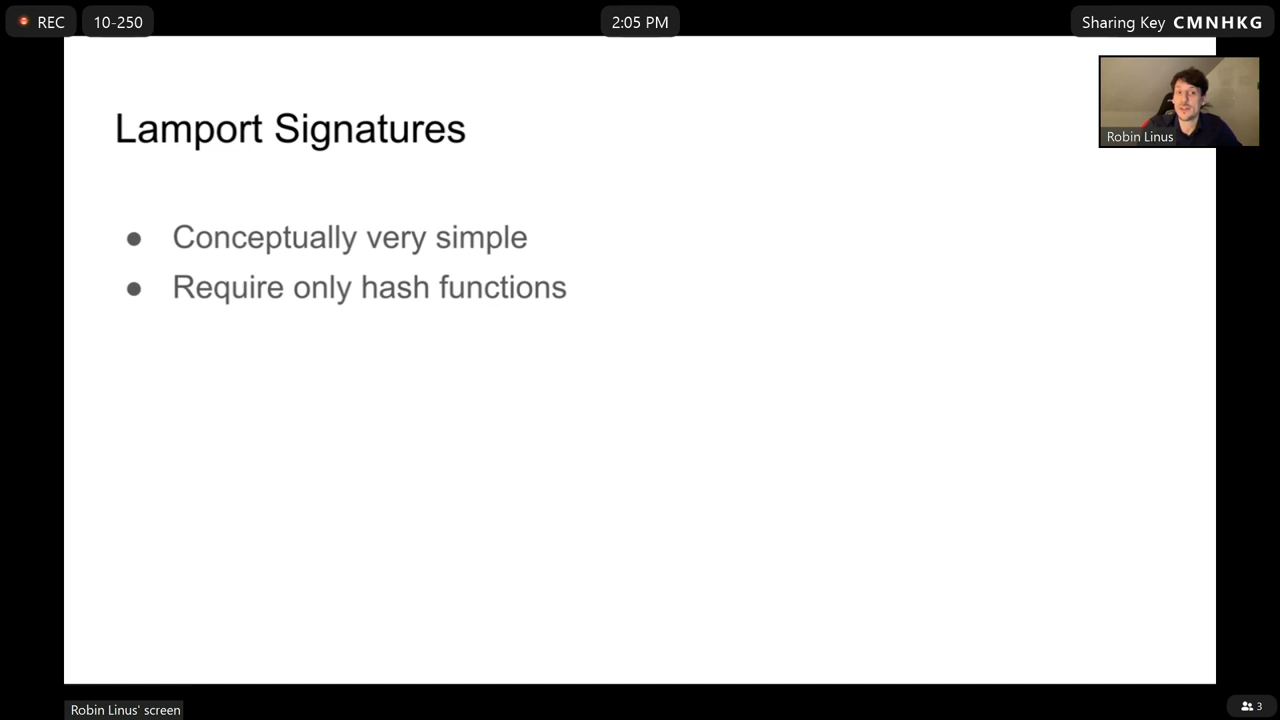 REC
10-250
2:05 PM
Sharing Key CMNHKG
Lamport Signatures
Robin Linus
● Conceptually very simple
● Require only hash functions
Robin Linus' screen
3